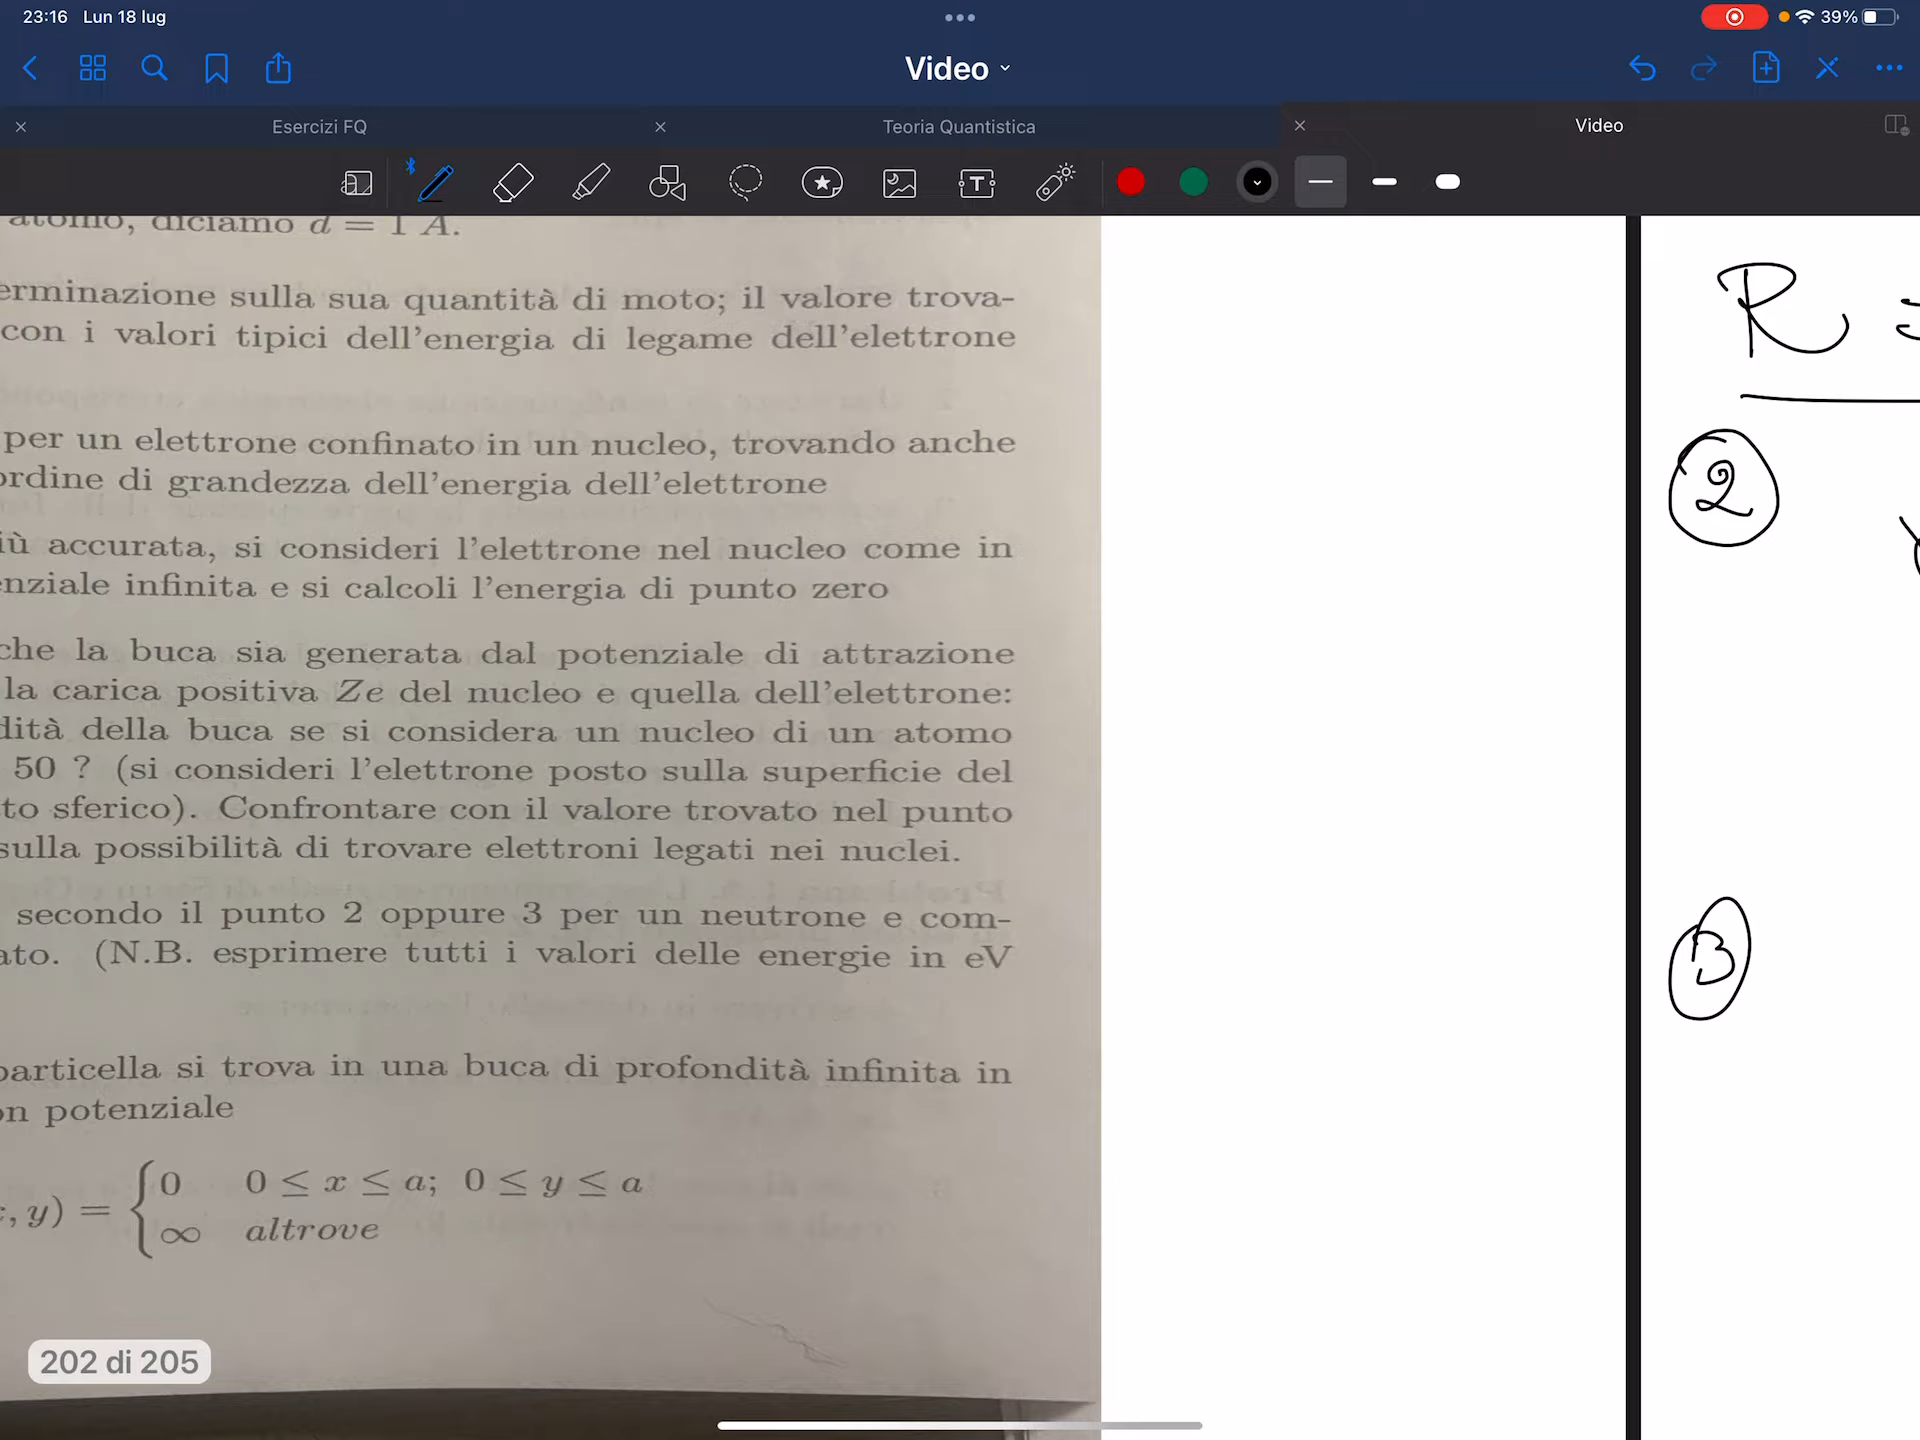 23:16 Lun 18 lug
39%
Video
Esercizi FQ
Teoria Quantistica
Video
atomo, diciamo d = 1 A.
erminazione sulla sua quantità di moto; il valore trova-
con i valori tipici dell'energia di legame dell'elettrone
per un elettrone confinato in un nucleo, trovando anche
ordine di grandezza dell'energia dell'elettrone
iù accurata, si consideri l'elettrone nel nucleo come in
enziale infinita e si calcoli l'energia di punto zero
che la buca sia generata dal potenziale di attrazione
la carica positiva Ze del nucleo e quella dell'elettrone:
dità della buca se si considera un nucleo di un atomo
50 ? (si consideri l'elettrone posto sulla superficie del
to sferico). Confrontare con il valore trovato nel punto
sulla possibilità di trovare elettroni legati nei nuclei.
secondo il punto 2 oppure 3 per un neutrone e com-
ato. (N.B. esprimere tutti i valori delle energie in eV
particella si trova in una buca di profondità infinita in
on potenziale
, y) = { 0 0 ≤ x ≤ a; 0 ≤ y ≤ a
∞ altrove
202 di 205
R =
2
3